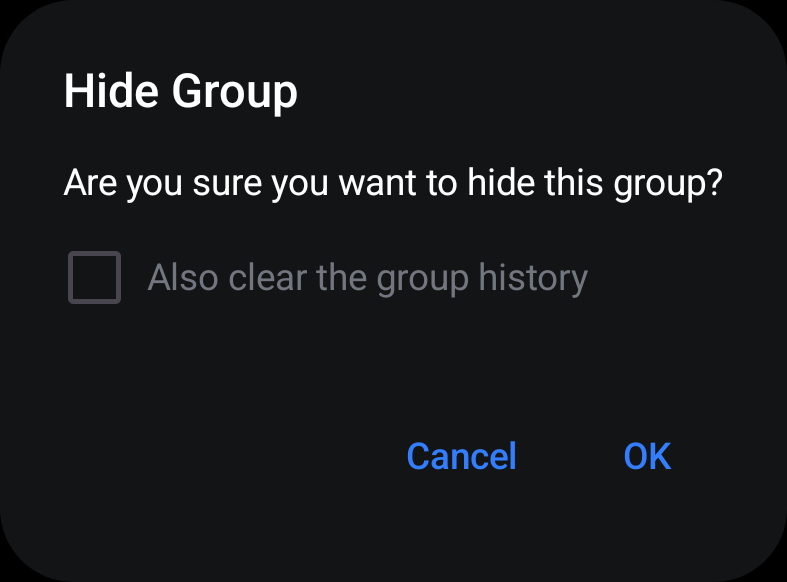 Hide Group
Are you sure you want to hide this group?
Also clear the group history
Cancel OK